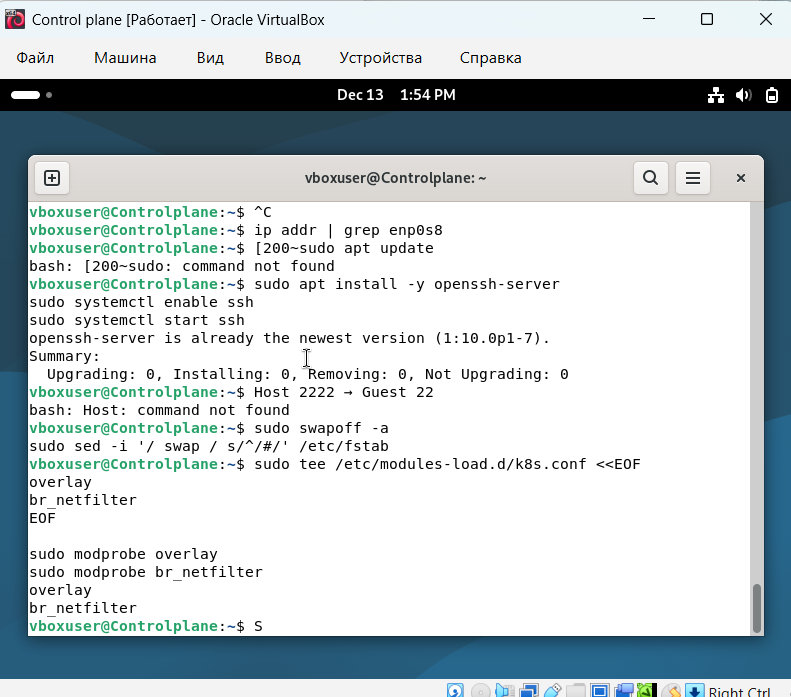 Control plane [Работает] - Oracle VirtualBox
Файл Машина Вид Ввод Устройства Справка
Dec 13 1:54 PM
vboxuser@Controlplane: ~
vboxuser@Controlplane:~$ ^C
vboxuser@Controlplane:~$ ip addr | grep enp0s8
vboxuser@Controlplane:~$ [200~sudo apt update
bash: [200~sudo: command not found
vboxuser@Controlplane:~$ sudo apt install -y openssh-server
sudo systemctl enable ssh
sudo systemctl start ssh
openssh-server is already the newest version (1:10.0p1-7).
Summary:
  Upgrading: 0, Installing: 0, Removing: 0, Not Upgrading: 0
vboxuser@Controlplane:~$ Host 2222 → Guest 22
bash: Host: command not found
vboxuser@Controlplane:~$ sudo swapoff -a
sudo sed -i '/ swap / s/^/#/' /etc/fstab
vboxuser@Controlplane:~$ sudo tee /etc/modules-load.d/k8s.conf <<EOF
overlay
br_netfilter
EOF

sudo modprobe overlay
sudo modprobe br_netfilter
overlay
br_netfilter
vboxuser@Controlplane:~$ S
Right Ctrl